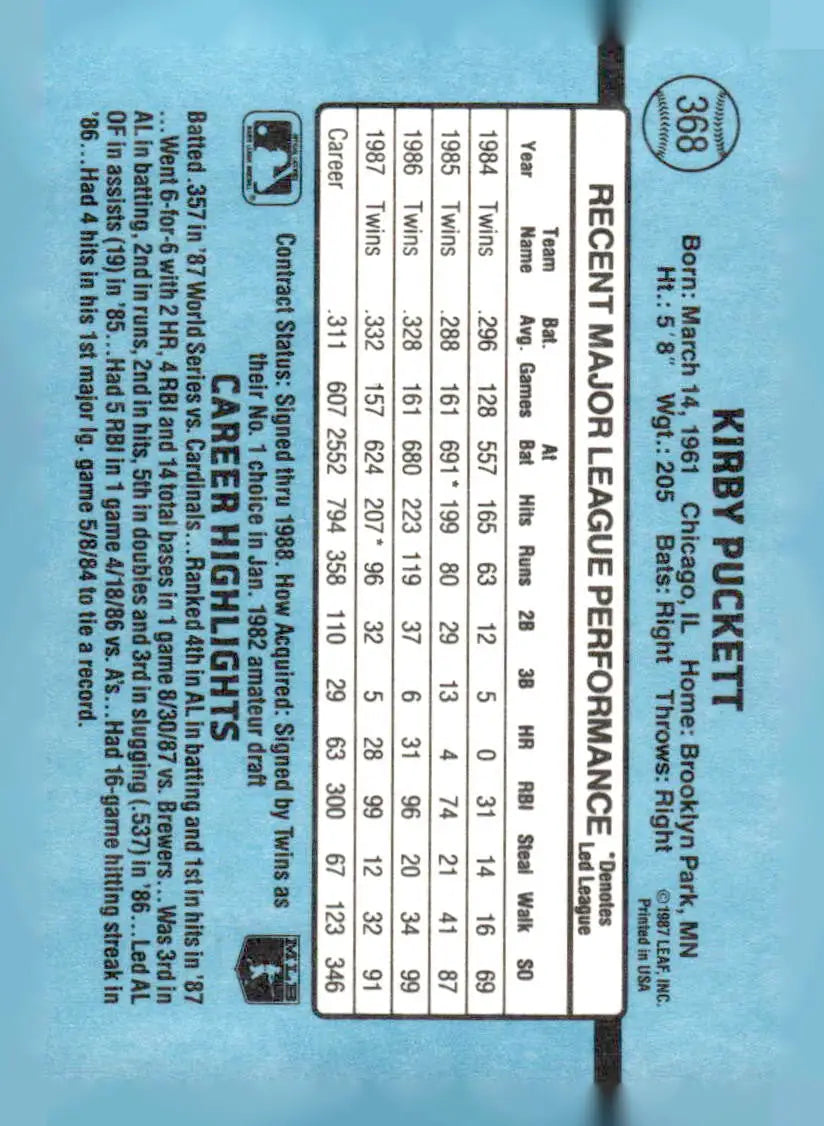 368
KIRBY PUCKETT
Born: March 14, 1961 Chicago, IL Home: Brooklyn Park, MN
Ht.: 5'8" Wgt.: 205 Bats: Right Throws: Right
©1987 LEAF, INC.
Printed in USA
RECENT MAJOR LEAGUE PERFORMANCE *Denotes Led League
Year Team Name Bat. Avg. Games At Bat Hits Runs 2B 3B HR RBI Steal Walk SO
1984 Twins .296 128 557 165 63 12 5 0 31 14 16 69
1985 Twins .288 161 691* 199 80 29 13 4 74 21 41 87
1986 Twins .328 161 680 223 119 37 6 31 96 20 34 99
1987 Twins .332 157 624 207* 96 32 5 28 99 12 32 91
Career .311 607 2552 794 358 110 29 63 300 67 123 346
Contract Status: Signed thru 1988. How Acquired: Signed by Twins as
their No. 1 choice in Jan. 1982 amateur draft
MLB
CAREER HIGHLIGHTS
Batted .357 in '87 World Series vs. Cardinals...Ranked 4th in AL in batting and 1st in hits in '87
...Went 6-for-6 with 2 HR, 4 RBI and 14 total bases in 1 game 8/30/87 vs. Brewers...Was 3rd in
AL in batting, 2nd in runs, 2nd in hits, 5th in doubles and 3rd in slugging (.537) in '86...Led AL
OF in assists (19) in '85...Had 5 RBI in 1 game 4/18/86 vs. A's...Had 16-game hitting streak in
'86...Had 4 hits in his 1st major lg. game 5/8/84 to tie a record.